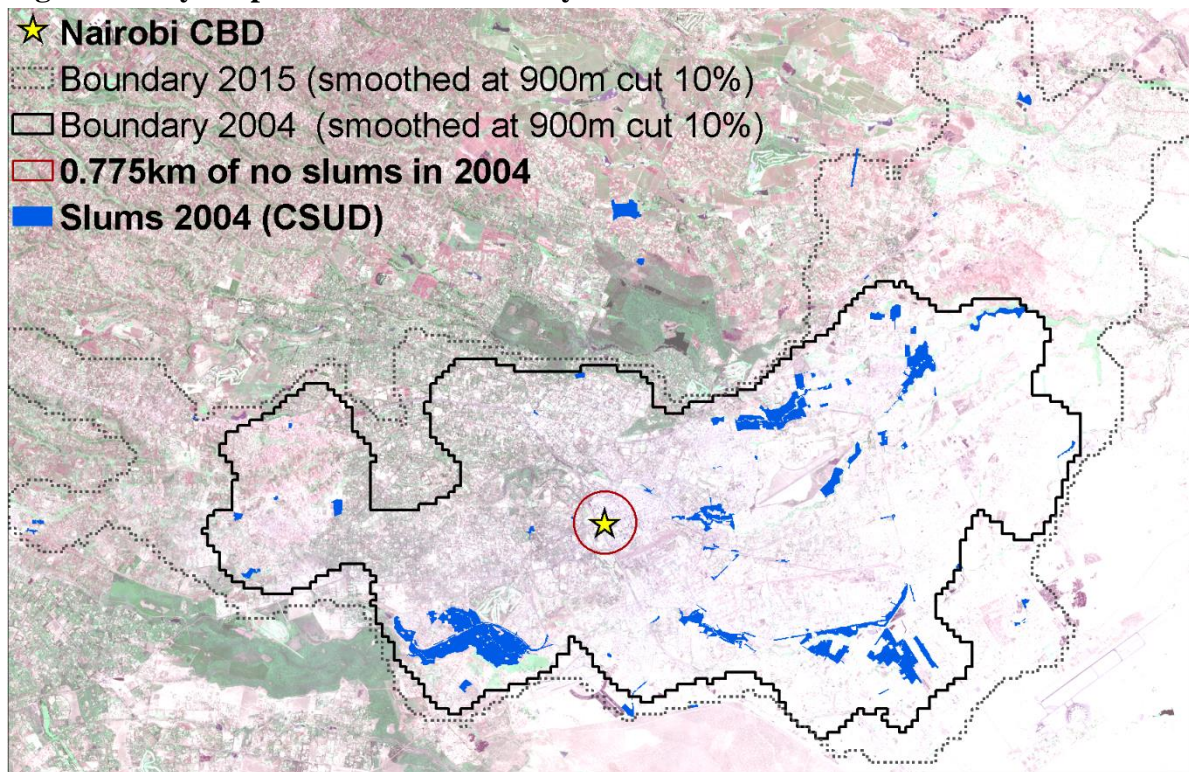 Nairobi CBD
Boundary 2015 (smoothed at 900m cut 10%)
Boundary 2004 (smoothed at 900m cut 10%)
0.775km of no slums in 2004
Slums 2004 (CSUD)